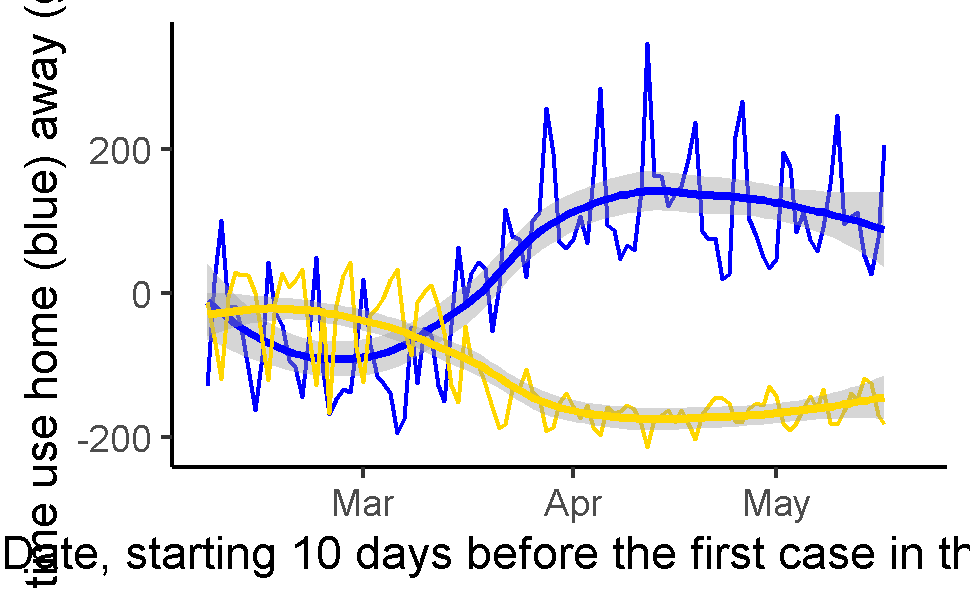 time use home (blue) away (
200
0
-200
Mar Apr May
Date, starting 10 days before the first case in th